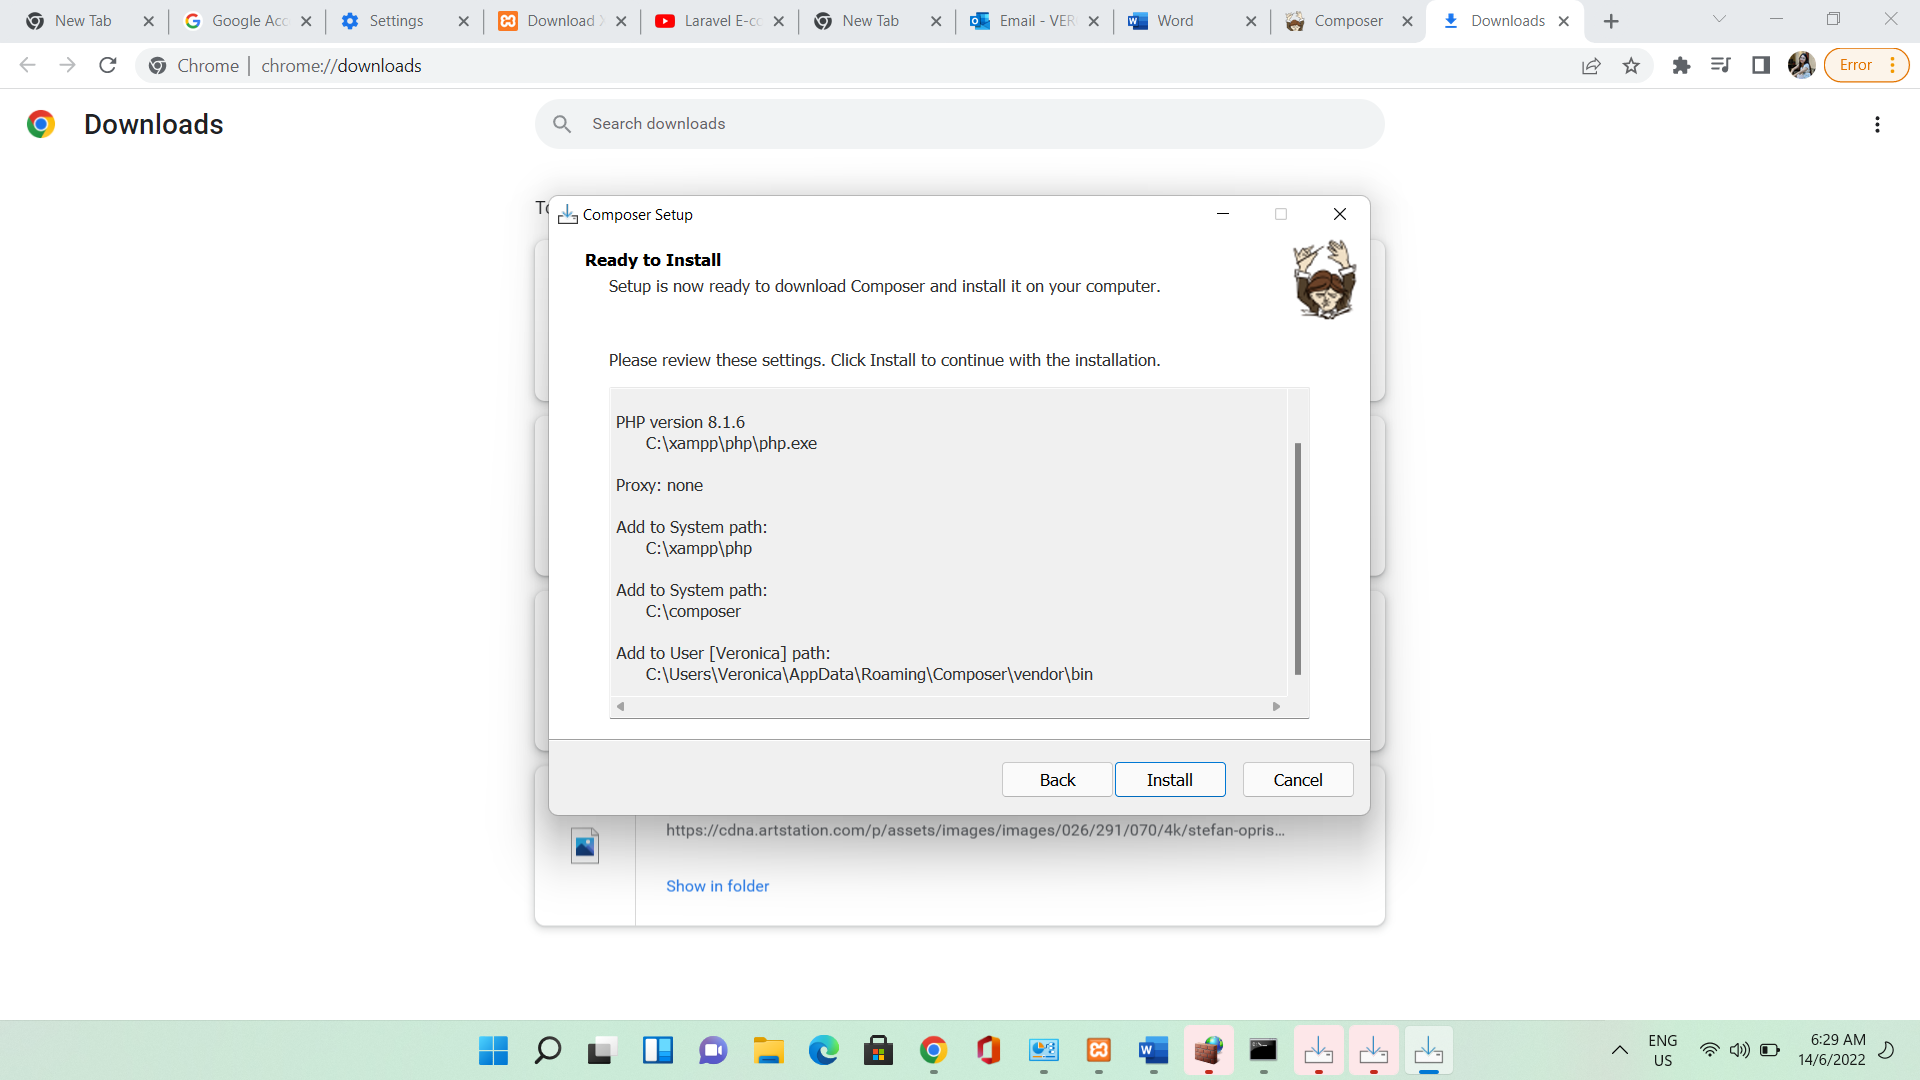 New Tab
Google Acc
Settings
Download
Laravel E-co
New Tab
Email - VER
Word
Composer
Downloads
Chrome
chrome://downloads
Error
Downloads
Search downloads
To
Composer Setup
Ready to Install
Setup is now ready to download Composer and install it on your computer.
Please review these settings. Click Install to continue with the installation.
PHP version 8.1.6
C:\xampp\php\php.exe
Proxy: none
Add to System path:
C:\xampp\php
Add to System path:
C:\composer
Add to User [Veronica] path:
C:\Users\Veronica\AppData\Roaming\Composer\vendor\bin
Back
Install
Cancel
https://cdna.artstation.com/p/assets/images/images/026/291/070/4k/stefan-opris...
Show in folder
ENG
US
6:29 AM
14/6/2022